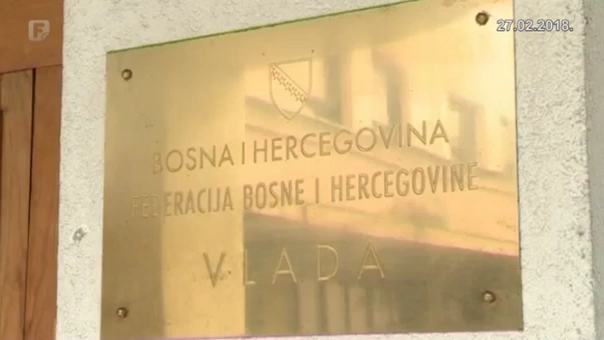 27.02.2018.
BOSNA I HERCEGOVINA
FEDERACIJA BOSNE I HERCEGOVINE
VLADA